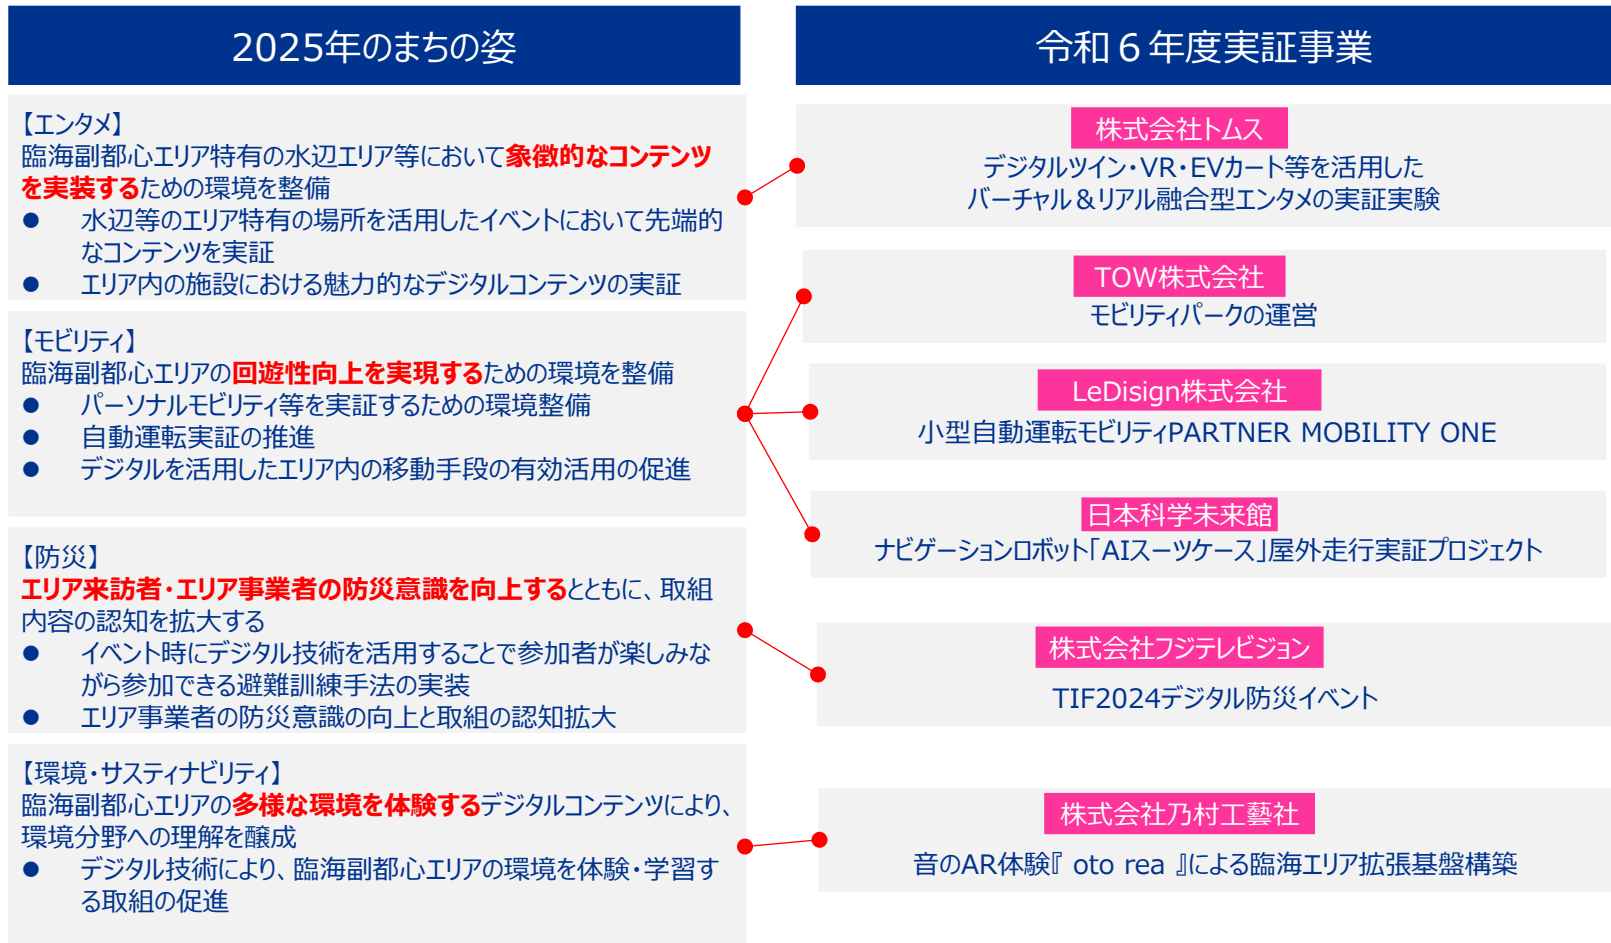 2025年のまちの姿
【エンタメ】
臨海副都心エリア特有の水辺エリア等において象徴的なコンテンツ
を実装するための環境を整備
● 水辺等のエリア特有の場所を活用したイベントにおいて先端的
なコンテンツを実証
● エリア内の施設における魅力的なデジタルコンテンツの実証
【モビリティ】
臨海副都心エリアの回遊性向上を実現するための環境を整備
● パーソナルモビリティ等を実証するための環境整備
● 自動運転実証の推進
● デジタルを活用したエリア内の移動手段の有効活用の促進
【防災】
エリア来訪者・エリア事業者の防災意識を向上するとともに、取組
内容の認知を拡大する
● イベント時にデジタル技術を活用することで参加者が楽しみな
がら参加できる避難訓練手法の実装
● エリア事業者の防災意識の向上と取組の認知拡大
【環境・サスティナビリティ】
臨海副都心エリアの多様な環境を体験するデジタルコンテンツにより、
環境分野への理解を醸成
● デジタル技術により、臨海副都心エリアの環境を体験・学習す
る取組の促進
令和６年度実証事業
株式会社トムス
デジタルツイン・VR・EVカート等を活用した
バーチャル＆リアル融合型エンタメの実証実験
TOW株式会社
モビリティパークの運営
LeDisign株式会社
小型自動運転モビリティPARTNER MOBILITY ONE
日本科学未来館
ナビゲーションロボット「AIスーツケース」屋外走行実証プロジェクト
株式会社フジテレビジョン
TIF2024デジタル防災イベント
株式会社乃村工藝社
音のAR体験『 oto rea 』による臨海エリア拡張基盤構築